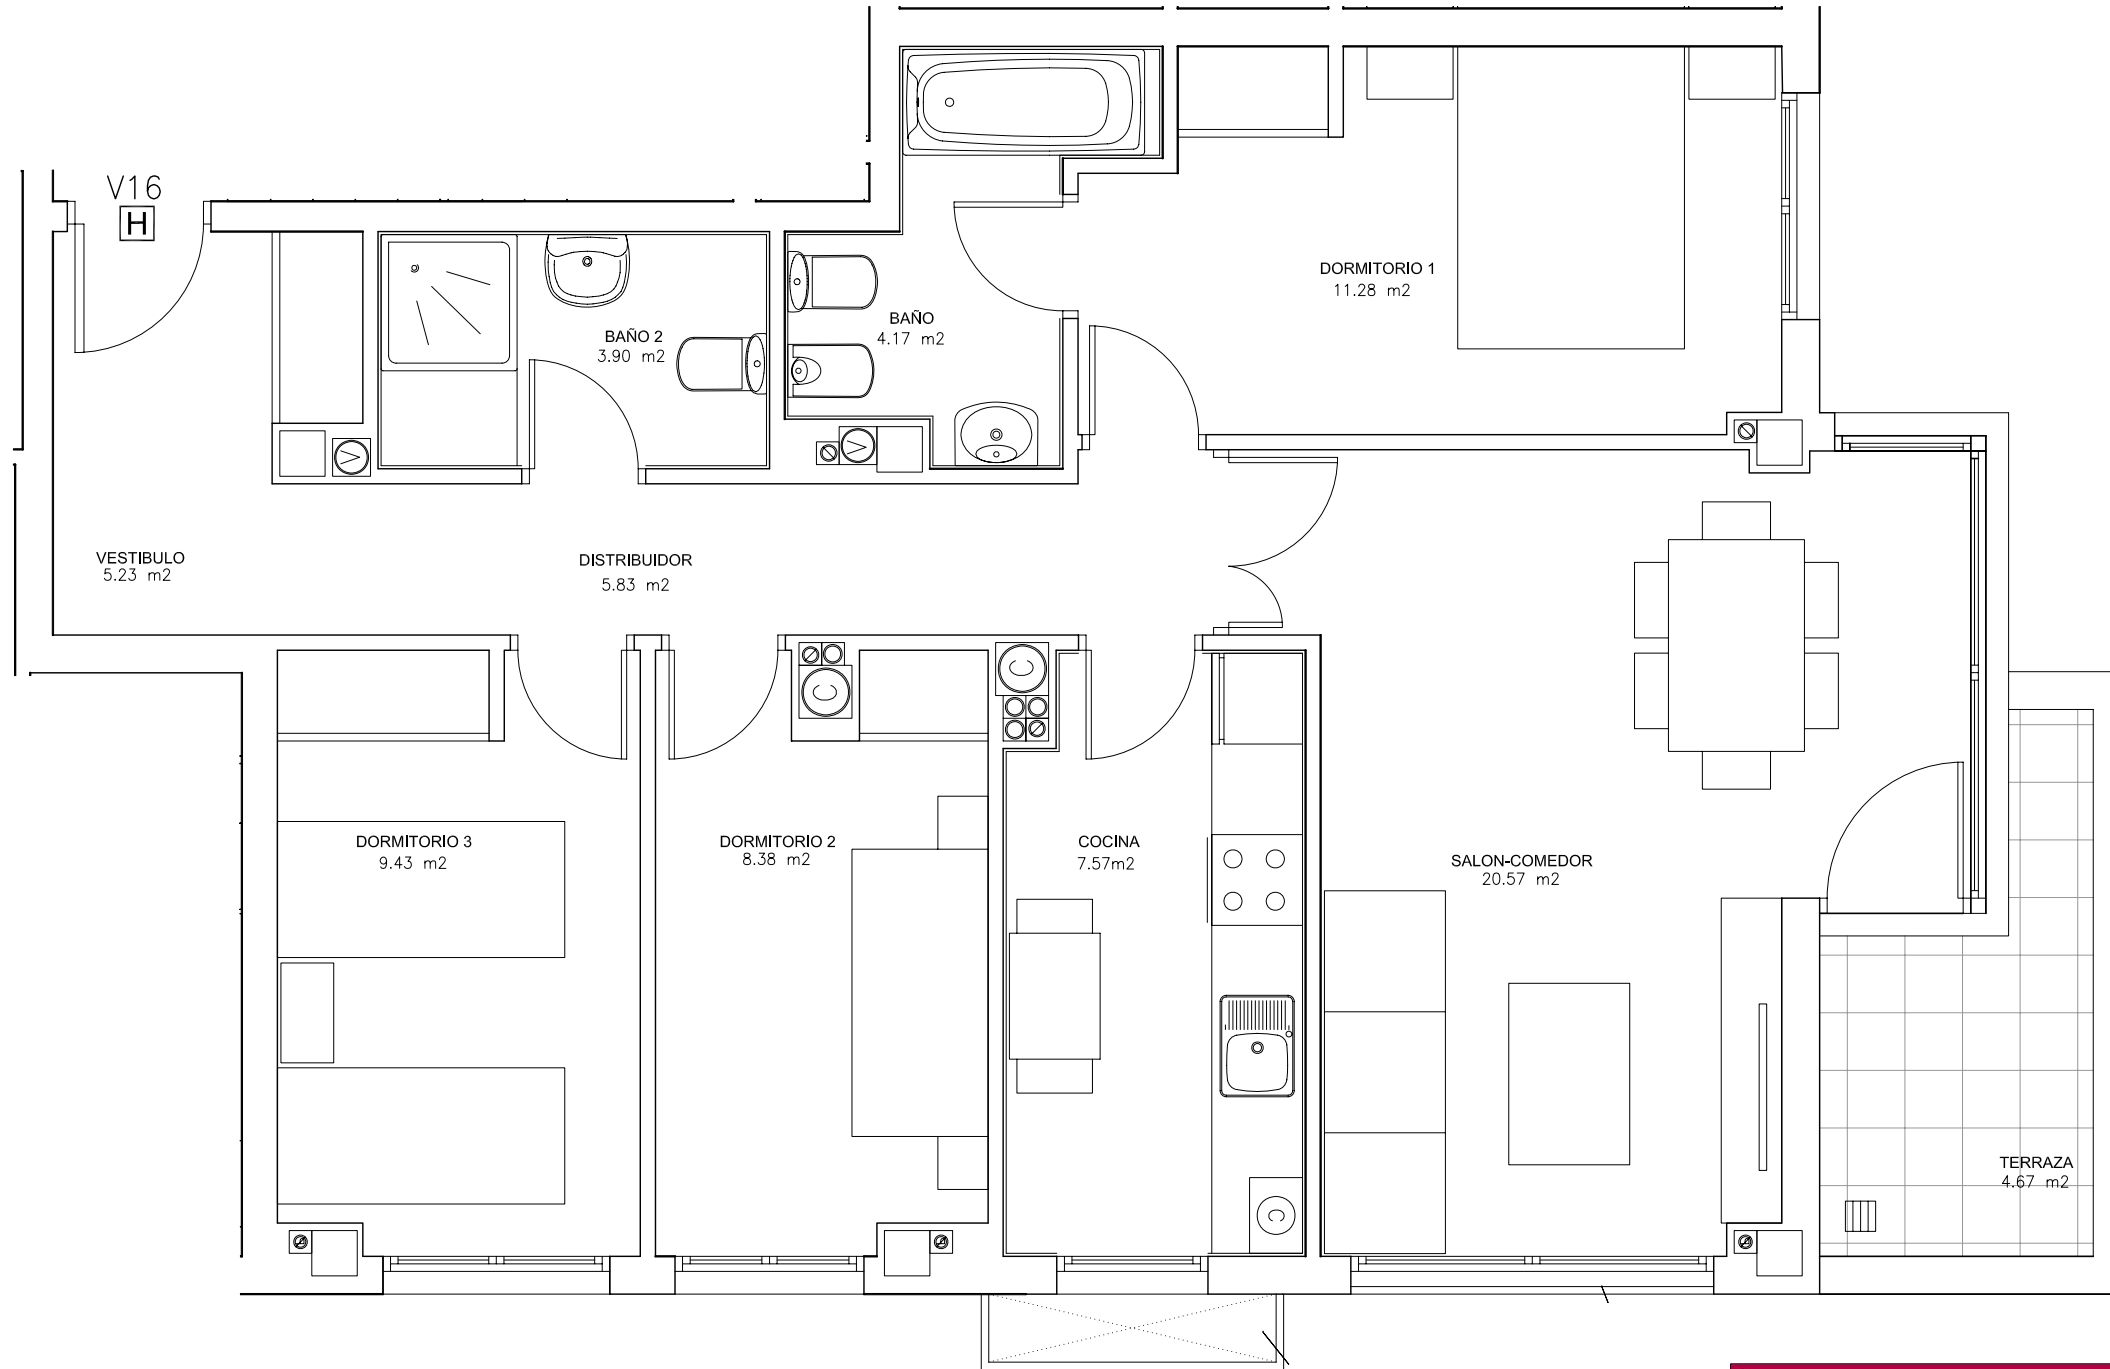 V16
H
DORMITORIO 1
11.28 m2
BAÑO
4.17 m2
BAÑO 2
3.90 m2
V
V
VESTIBULO
5.23 m2
DISTRIBUIDOR
5.83 m2
C
C
DORMITORIO 3
9.43 m2
DORMITORIO 2
8.38 m2
COCINA
7.57m2
SALON-COMEDOR
20.57 m2
TERRAZA
4.67 m2
C